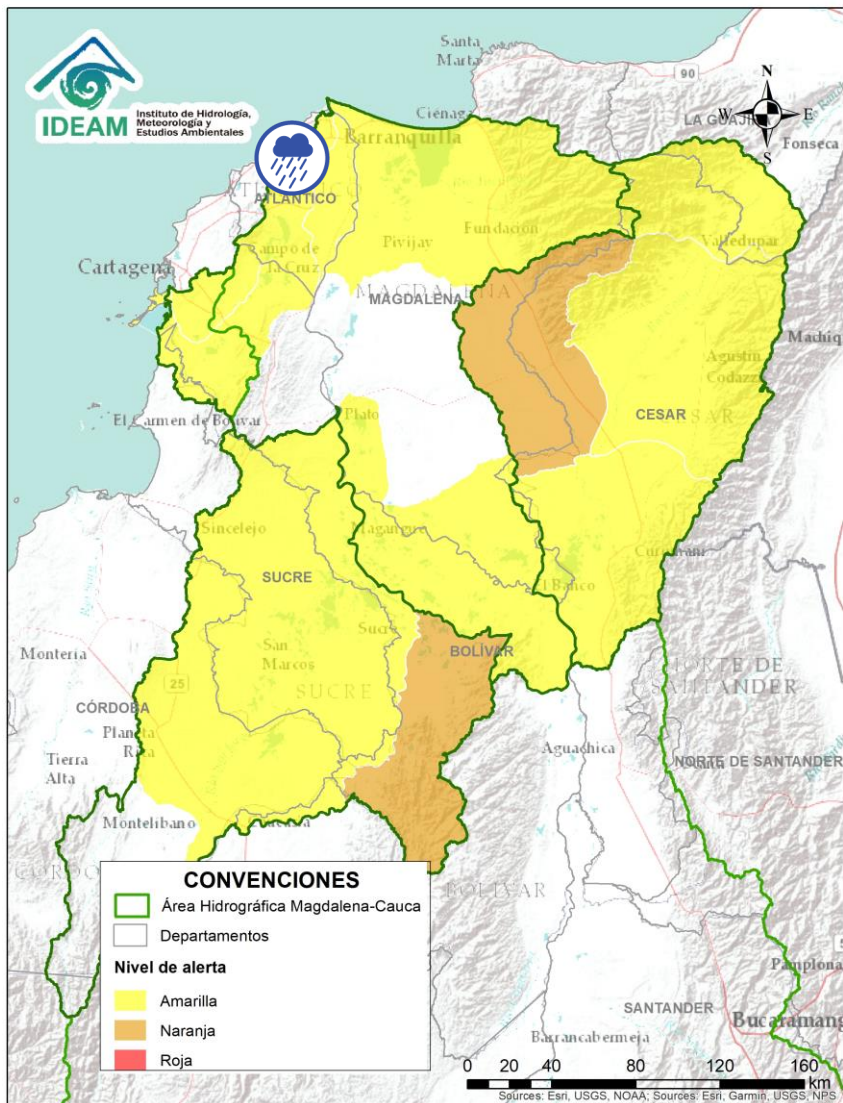 IDEAM
Instituto de Hidrología,
Meteorología y
Estudios Ambientales
Santa
Marta
90
N
W
E
S
LA GUAJI
Ciénaga
Barranquilla
Fonseca
ATLÁNTICO
Campo de
la Cruz
Pivijay
Fundación
Valledupar
Cartagena
MAGDALENA
MAGDALENA
Machiq
Agustín
Codazzi
CESAR
El Carmen de Bolívar
Plato
Sincelejo
Magangué
El Banco
SUCRE
Sucre
San
Marcos
SUCRE
BOLÍVAR
Montería
25
CÓRDOBA
Planeta
Rica
Tierra
Alta
NORTE DE
SANTANDER
Aguachica
NORTE DE SANTANDER
Montelíbano
BOLÍVAR
CONVENCIONES
Área Hidrográfica Magdalena-Cauca
Departamentos
Nivel de alerta
Amarilla
Naranja
Roja
Pamplona
SANTANDER
Bucaramang
Barrancabermeja
0 20 40 80 120 160
km
Sources: Esri, USGS, NOAA; Sources: Esri, Garmin, USGS, NPS